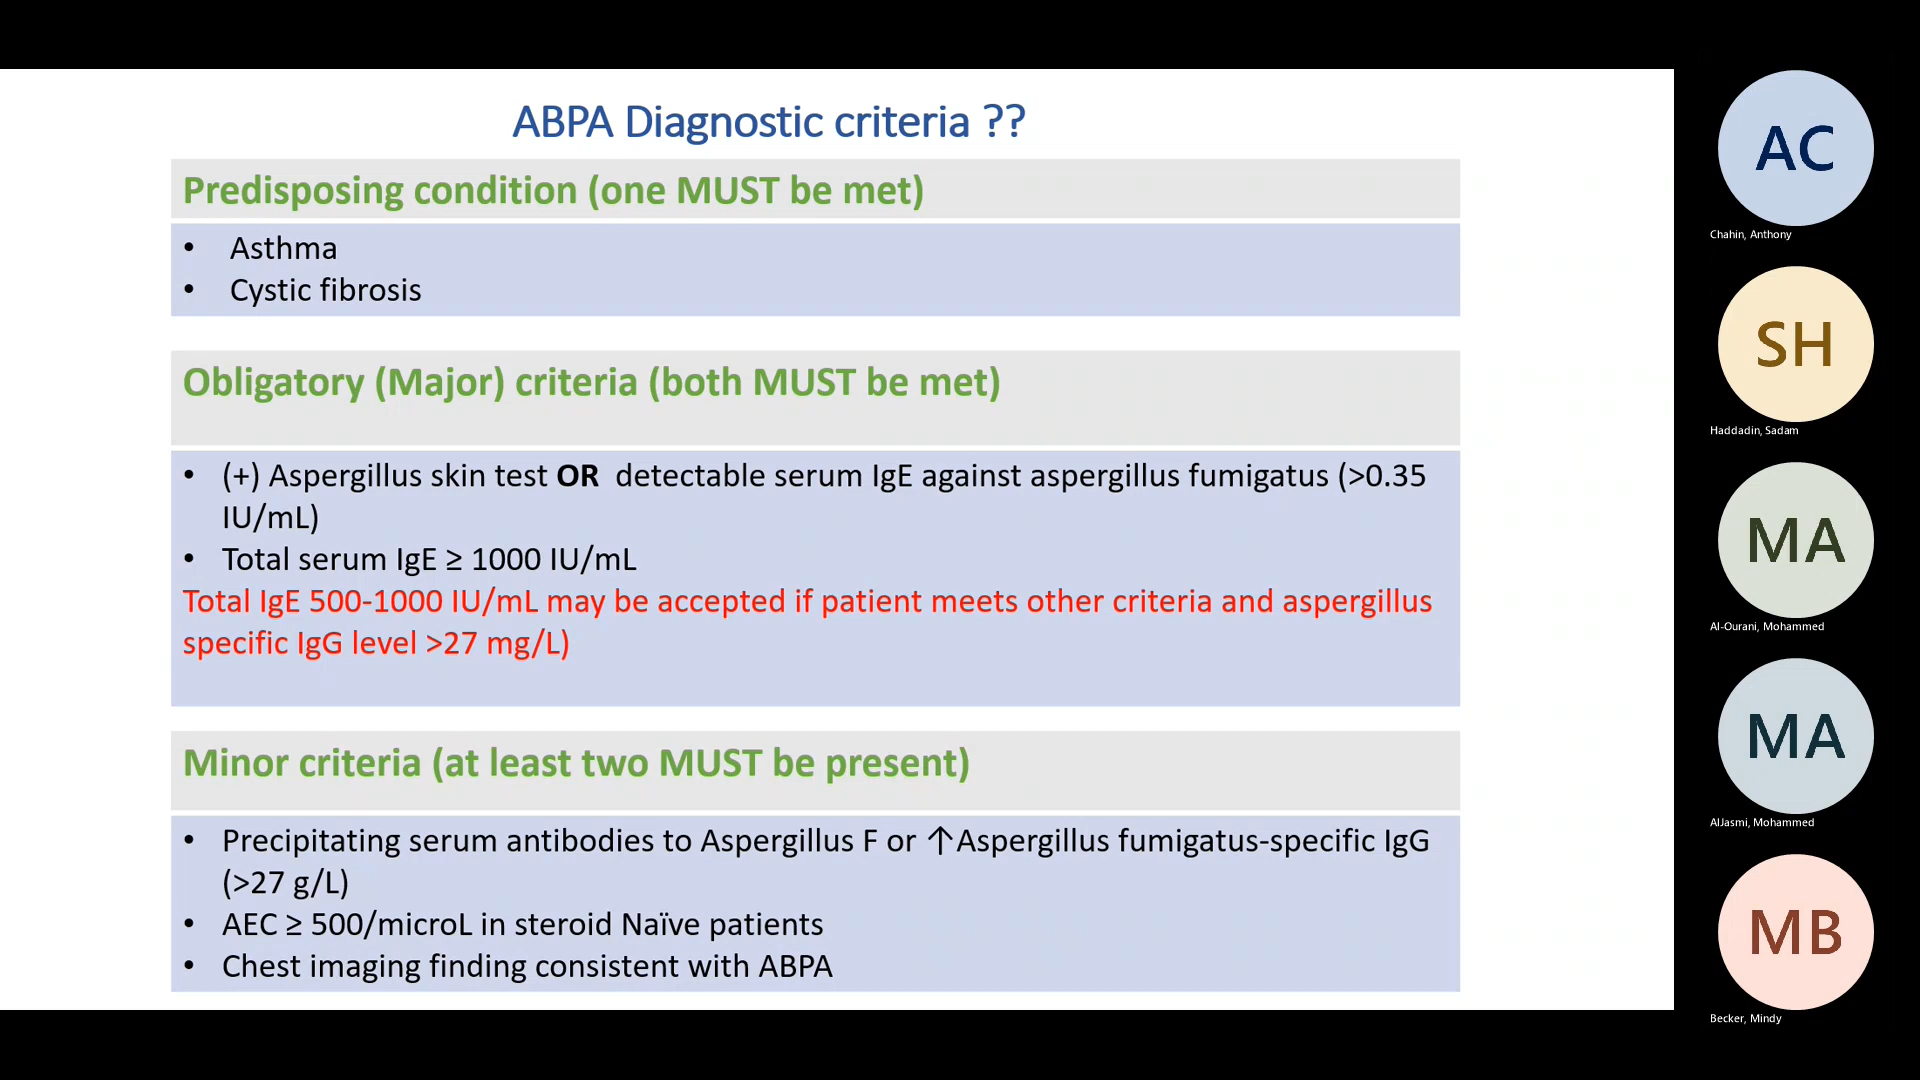 ABPA Diagnostic criteria ??
Predisposing condition (one MUST be met)
• Asthma
• Cystic fibrosis
Obligatory (Major) criteria (both MUST be met)
• (+) Aspergillus skin test OR detectable serum IgE against aspergillus fumigatus (>0.35
IU/mL)
• Total serum IgE ≥ 1000 IU/mL
Total IgE 500-1000 IU/mL may be accepted if patient meets other criteria and aspergillus
specific IgG level >27 mg/L)
Minor criteria (at least two MUST be present)
• Precipitating serum antibodies to Aspergillus F or ↑Aspergillus fumigatus-specific IgG
(>27 g/L)
• AEC ≥ 500/microL in steroid Naïve patients
• Chest imaging finding consistent with ABPA
AC
Chahin, Anthony
SH
Haddadin, Sadam
MA
Al-Ourani, Mohammed
MA
AlJasmi, Mohammed
MB
Becker, Mindy